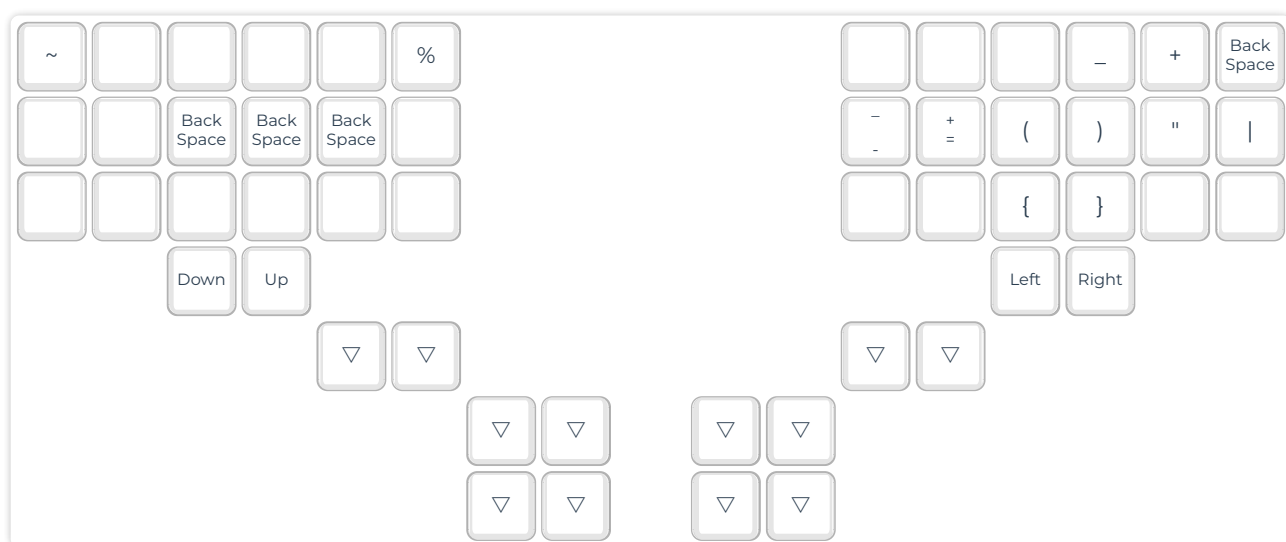 ~ % _ + Back Space
Back Space Back Space Back Space _ - + = ( ) " |
{ }
Down Up Left Right
▽ ▽ ▽ ▽
▽ ▽ ▽ ▽
▽ ▽ ▽ ▽